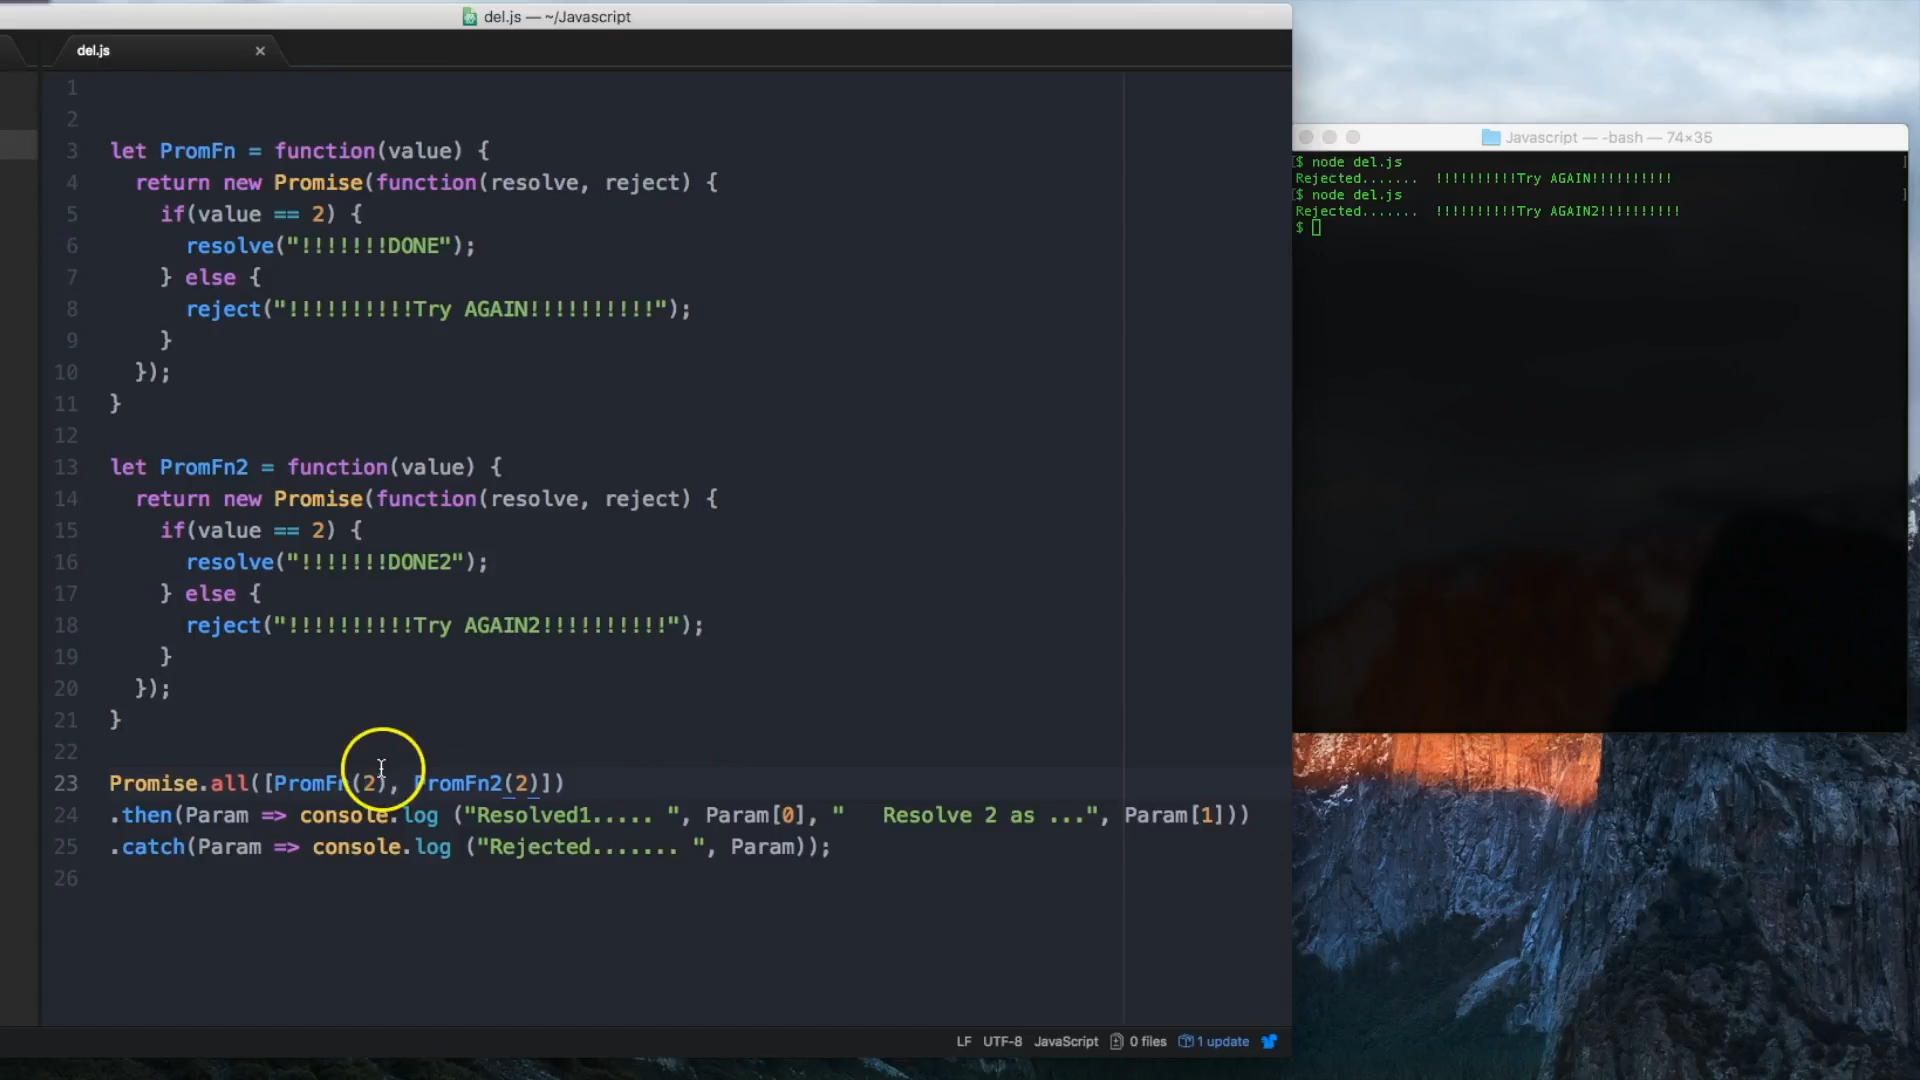 del.js — ~/Javascript
del.js
1
2
3 let PromFn = function(value) {
4 return new Promise(function(resolve, reject) {
5 if(value == 2) {
6 resolve("!!!!!!!DONE");
7 } else {
8 reject("!!!!!!!!!!Try AGAIN!!!!!!!!!!");
9 }
10 });
11 }
12
13 let PromFn2 = function(value) {
14 return new Promise(function(resolve, reject) {
15 if(value == 2) {
16 resolve("!!!!!!!DONE2");
17 } else {
18 reject("!!!!!!!!!!Try AGAIN2!!!!!!!!!!");
19 }
20 });
21 }
22
23 Promise.all([PromFn(2), PromFn2(2)])
24 .then(Param => console.log ("Resolved1..... ", Param[0], "   Resolve 2 as ...", Param[1]))
25 .catch(Param => console.log ("Rejected....... ", Param));
26
LF UTF-8 JavaScript 0 files 1 update
Javascript — -bash — 74×35
[$ node del.js ]
Rejected.......  !!!!!!!!!!Try AGAIN!!!!!!!!!!
[$ node del.js ]
Rejected.......  !!!!!!!!!!Try AGAIN2!!!!!!!!!!
$